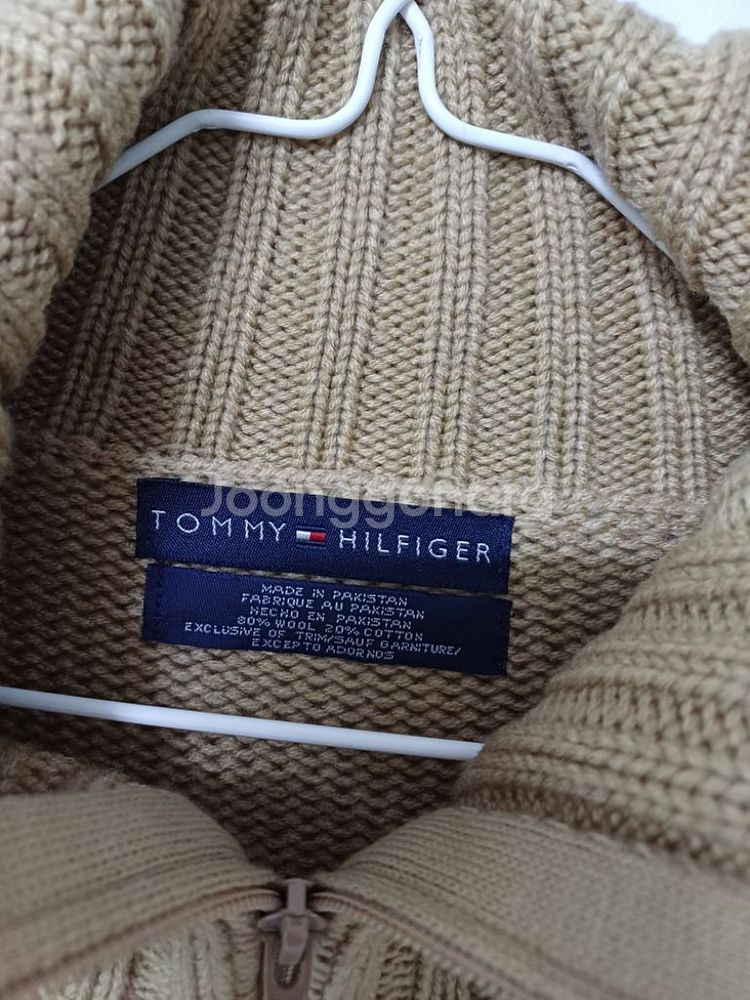 Joonggonara
TOMMY HILFIGER
MADE IN PAKISTAN
FABRIQUE AU PAKISTAN
HECHO EN PAKISTAN
80% WOOL 20% COTTON
EXCLUSIVE OF TRIM/SAUF GARNITURE/
EXCEPTO ADORNOS